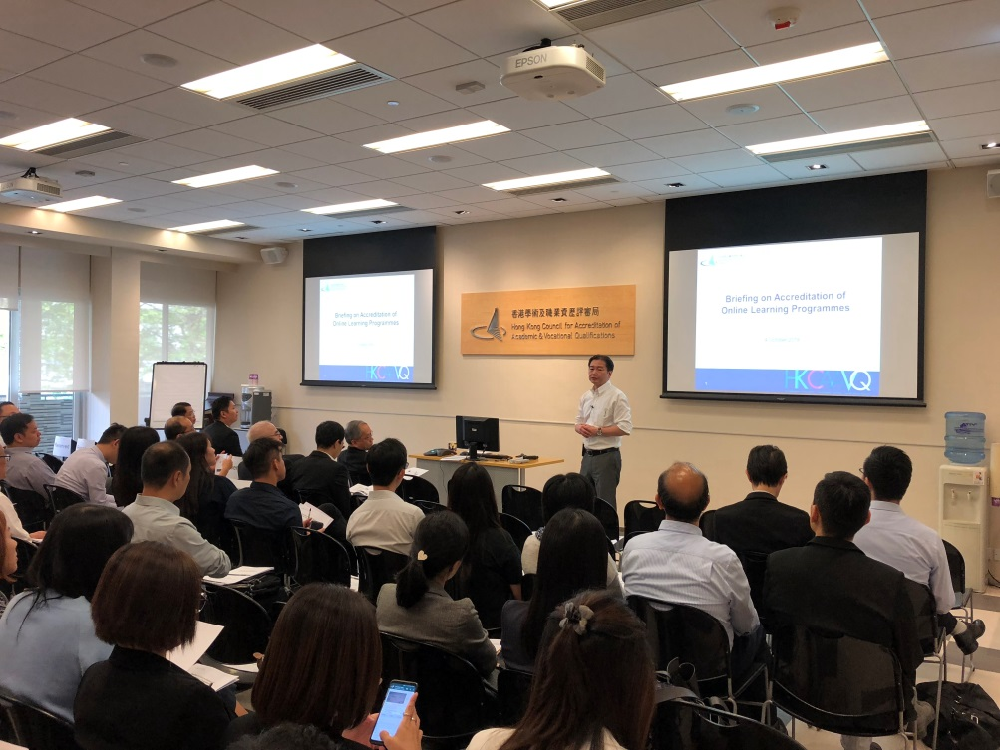 EPSON
Briefing on Accreditation of
Online Learning Programmes
HKCAAVQ
香港學術及職業資歷評審局
Hong Kong Council for Accreditation of
Academic & Vocational Qualifications
Briefing on Accreditation of
Online Learning Programmes
HKCAAVQ